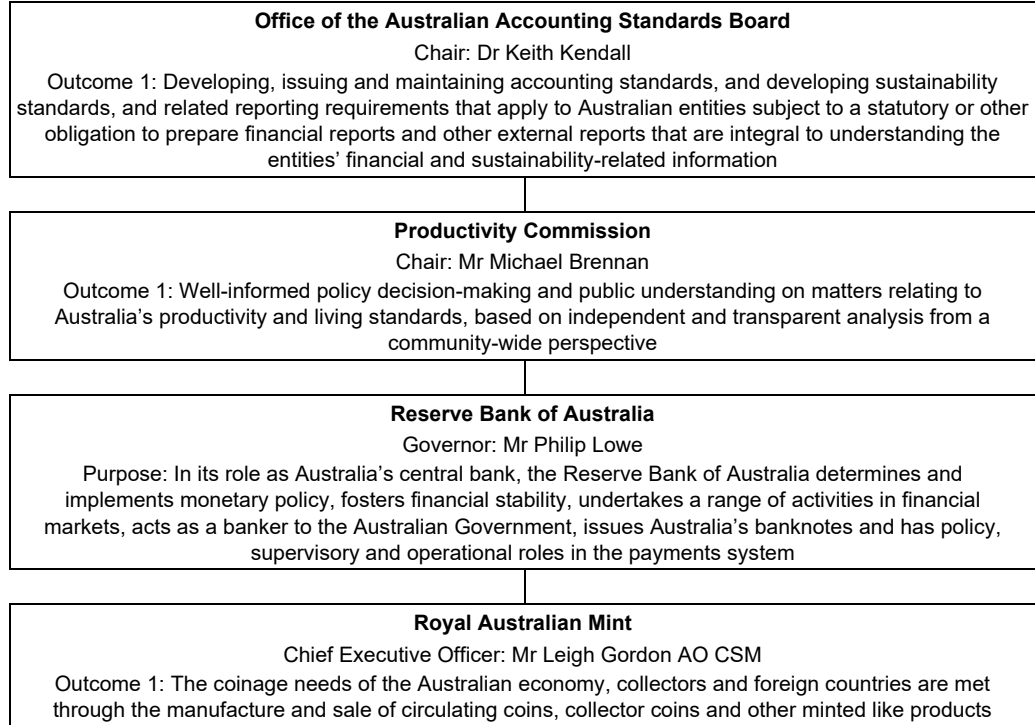 Office of the Australian Accounting Standards Board
Chair: Dr Keith Kendall
Outcome 1: Developing, issuing and maintaining accounting standards, and developing sustainability
standards, and related reporting requirements that apply to Australian entities subject to a statutory or other
obligation to prepare financial reports and other external reports that are integral to understanding the
entities’ financial and sustainability-related information
Productivity Commission
Chair: Mr Michael Brennan
Outcome 1: Well-informed policy decision-making and public understanding on matters relating to
Australia’s productivity and living standards, based on independent and transparent analysis from a
community-wide perspective
Reserve Bank of Australia
Governor: Mr Philip Lowe
Purpose: In its role as Australia’s central bank, the Reserve Bank of Australia determines and
implements monetary policy, fosters financial stability, undertakes a range of activities in financial
markets, acts as a banker to the Australian Government, issues Australia’s banknotes and has policy,
supervisory and operational roles in the payments system
Royal Australian Mint
Chief Executive Officer: Mr Leigh Gordon AO CSM
Outcome 1: The coinage needs of the Australian economy, collectors and foreign countries are met
through the manufacture and sale of circulating coins, collector coins and other minted like products